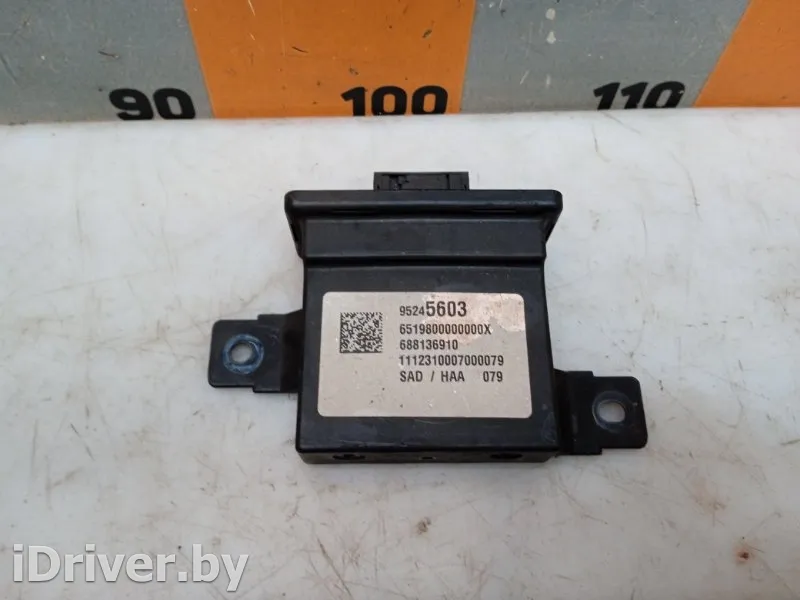 90 100 110
95245603
6519800000000X
688136910
1112310007000079
SAD / HAA 079
iDriver.by